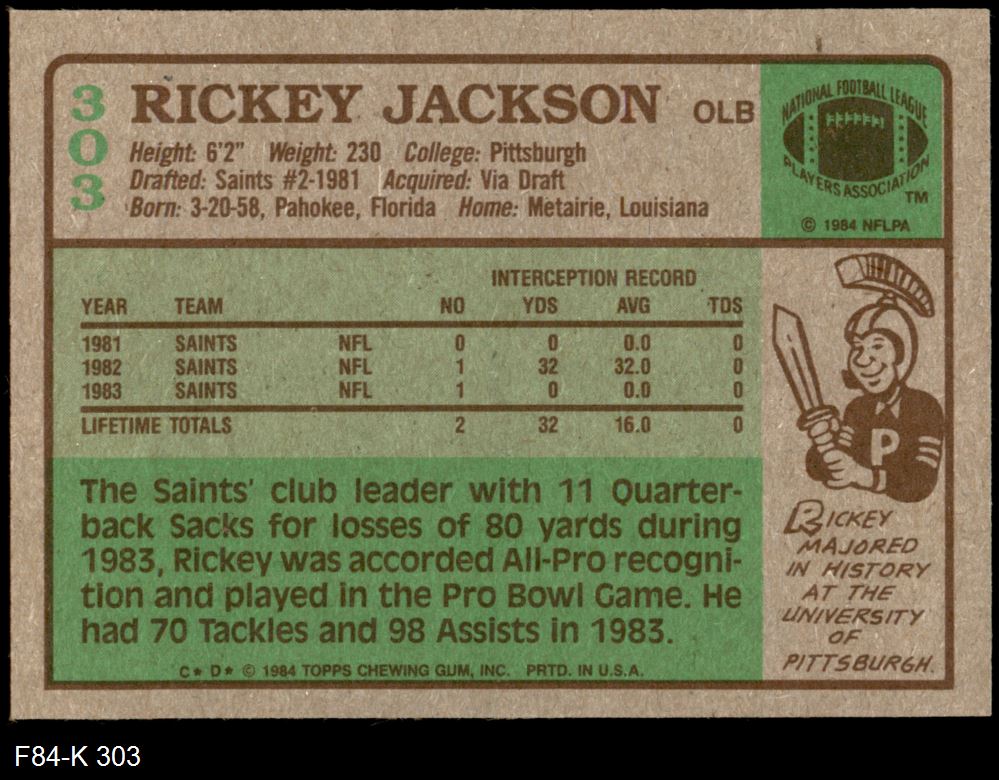 303
RICKEY JACKSON OLB
Height: 6'2" Weight: 230 College: Pittsburgh
Drafted: Saints #2-1981 Acquired: Via Draft
Born: 3-20-58, Pahokee, Florida Home: Metairie, Louisiana
NATIONAL FOOTBALL LEAGUE
PLAYERS ASSOCIATION
TM
© 1984 NFLPA
INTERCEPTION RECORD
YEAR TEAM NO YDS AVG TDS
1981 SAINTS NFL 0 0 0.0 0
1982 SAINTS NFL 1 32 32.0 0
1983 SAINTS NFL 1 0 0.0 0
LIFETIME TOTALS 2 32 16.0 0
The Saints' club leader with 11 Quarter-
back Sacks for losses of 80 yards during
1983, Rickey was accorded All-Pro recogni-
tion and played in the Pro Bowl Game. He
had 70 Tackles and 98 Assists in 1983.
C★ D★ © 1984 TOPPS CHEWING GUM, INC. PRTD. IN U.S.A.
P
RICKEY
MAJORED
IN HISTORY
AT THE
UNIVERSITY
OF
PITTSBURGH.
F84-K 303